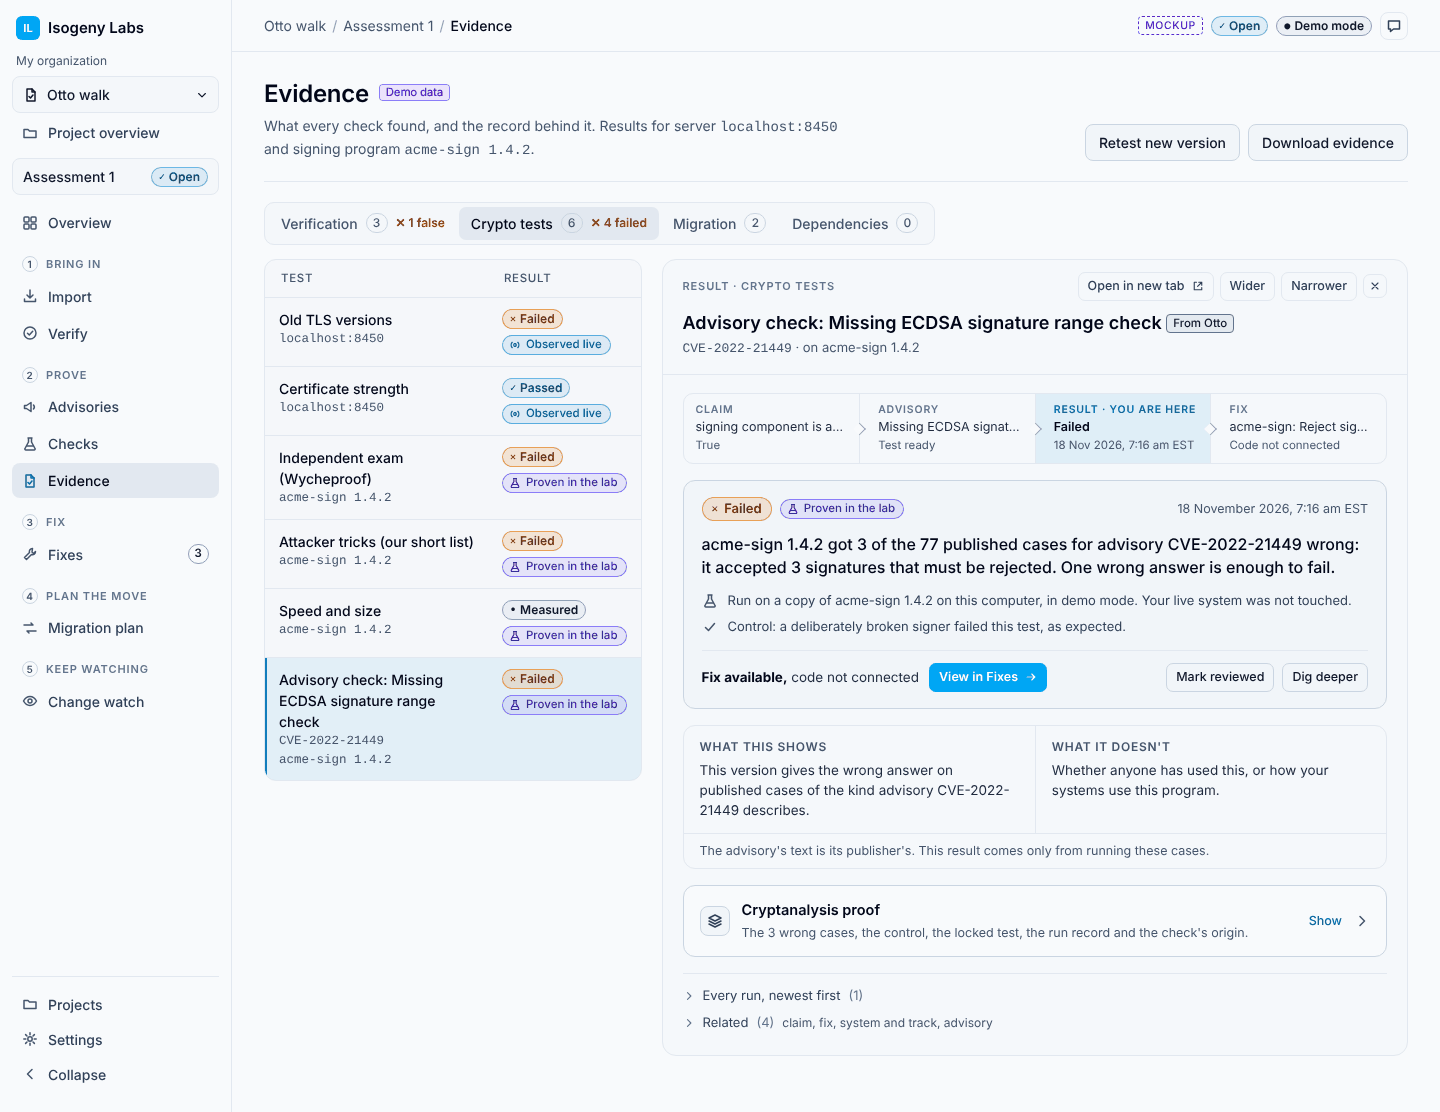 IL Isogeny Labs
My organization
Otto walk
Project overview
Assessment 1 ✓ Open
Overview
1 BRING IN
Import
Verify
2 PROVE
Advisories
Checks
Evidence
3 FIX
Fixes 3
4 PLAN THE MOVE
Migration plan
5 KEEP WATCHING
Change watch
Projects
Settings
Collapse
Otto walk / Assessment 1 / Evidence
MOCKUP ✓ Open • Demo mode
Evidence Demo data
What every check found, and the record behind it. Results for server localhost:8450
and signing program acme-sign 1.4.2.
Retest new version Download evidence
Verification 3 ✕ 1 false Crypto tests 6 ✕ 4 failed Migration 2 Dependencies 0
TEST RESULT
Old TLS versions × Failed
localhost:8450 Observed live
Certificate strength ✓ Passed
localhost:8450 Observed live
Independent exam × Failed
(Wycheproof) Proven in the lab
acme-sign 1.4.2
Attacker tricks (our short list) × Failed
acme-sign 1.4.2 Proven in the lab
Speed and size • Measured
acme-sign 1.4.2 Proven in the lab
Advisory check: Missing × Failed
ECDSA signature range Proven in the lab
check
CVE-2022-21449
acme-sign 1.4.2
RESULT · CRYPTO TESTS Open in new tab Wider Narrower ✕
Advisory check: Missing ECDSA signature range check From Otto
CVE-2022-21449 · on acme-sign 1.4.2
CLAIM
signing component is a...
True
ADVISORY
Missing ECDSA signat...
Test ready
RESULT · YOU ARE HERE
Failed
18 Nov 2026, 7:16 am EST
FIX
acme-sign: Reject sig...
Code not connected
× Failed Proven in the lab 18 November 2026, 7:16 am EST
acme-sign 1.4.2 got 3 of the 77 published cases for advisory CVE-2022-21449 wrong:
it accepted 3 signatures that must be rejected. One wrong answer is enough to fail.
Run on a copy of acme-sign 1.4.2 on this computer, in demo mode. Your live system was not touched.
✓ Control: a deliberately broken signer failed this test, as expected.
Fix available, code not connected View in Fixes → Mark reviewed Dig deeper
WHAT THIS SHOWS
This version gives the wrong answer on
published cases of the kind advisory CVE-2022-
21449 describes.
WHAT IT DOESN'T
Whether anyone has used this, or how your
systems use this program.
The advisory's text is its publisher's. This result comes only from running these cases.
Cryptanalysis proof
The 3 wrong cases, the control, the locked test, the run record and the check's origin.
Show
Every run, newest first (1)
Related (4) claim, fix, system and track, advisory